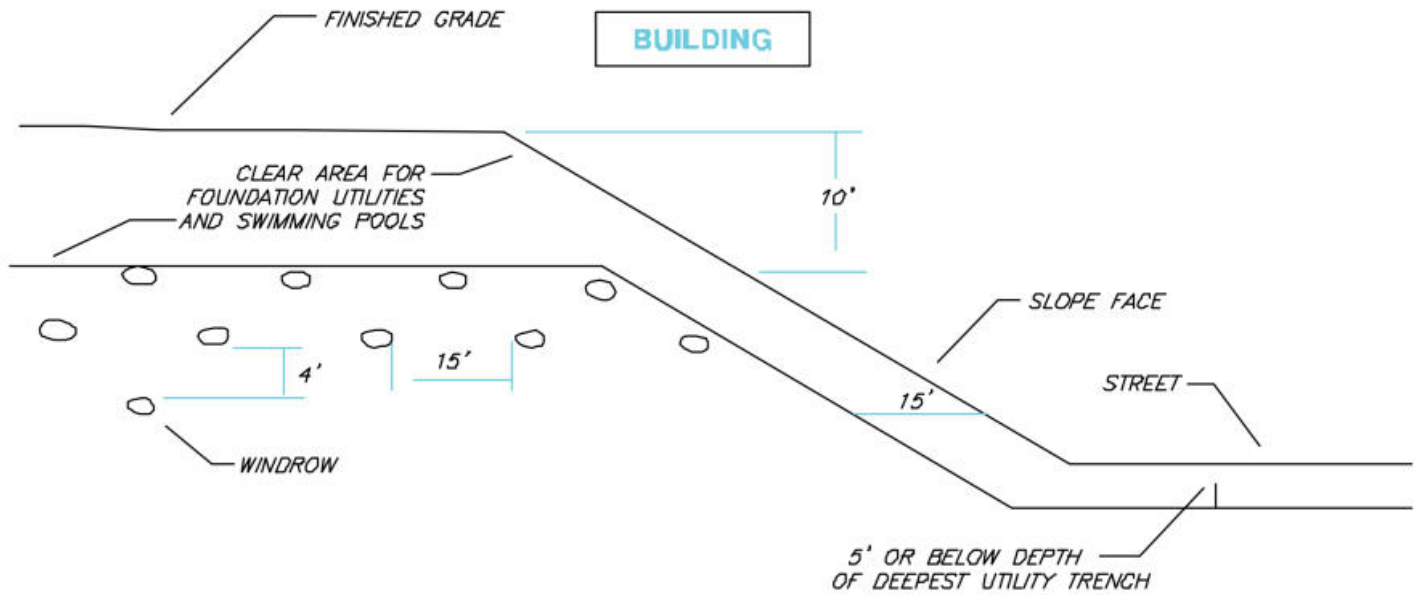 FINISHED GRADE
BUILDING
CLEAR AREA FOR
FOUNDATION UTILITIES
AND SWIMMING POOLS
10'
SLOPE FACE
4'
15'
15'
STREET
WINDROW
5' OR BELOW DEPTH
OF DEEPEST UTILITY TRENCH